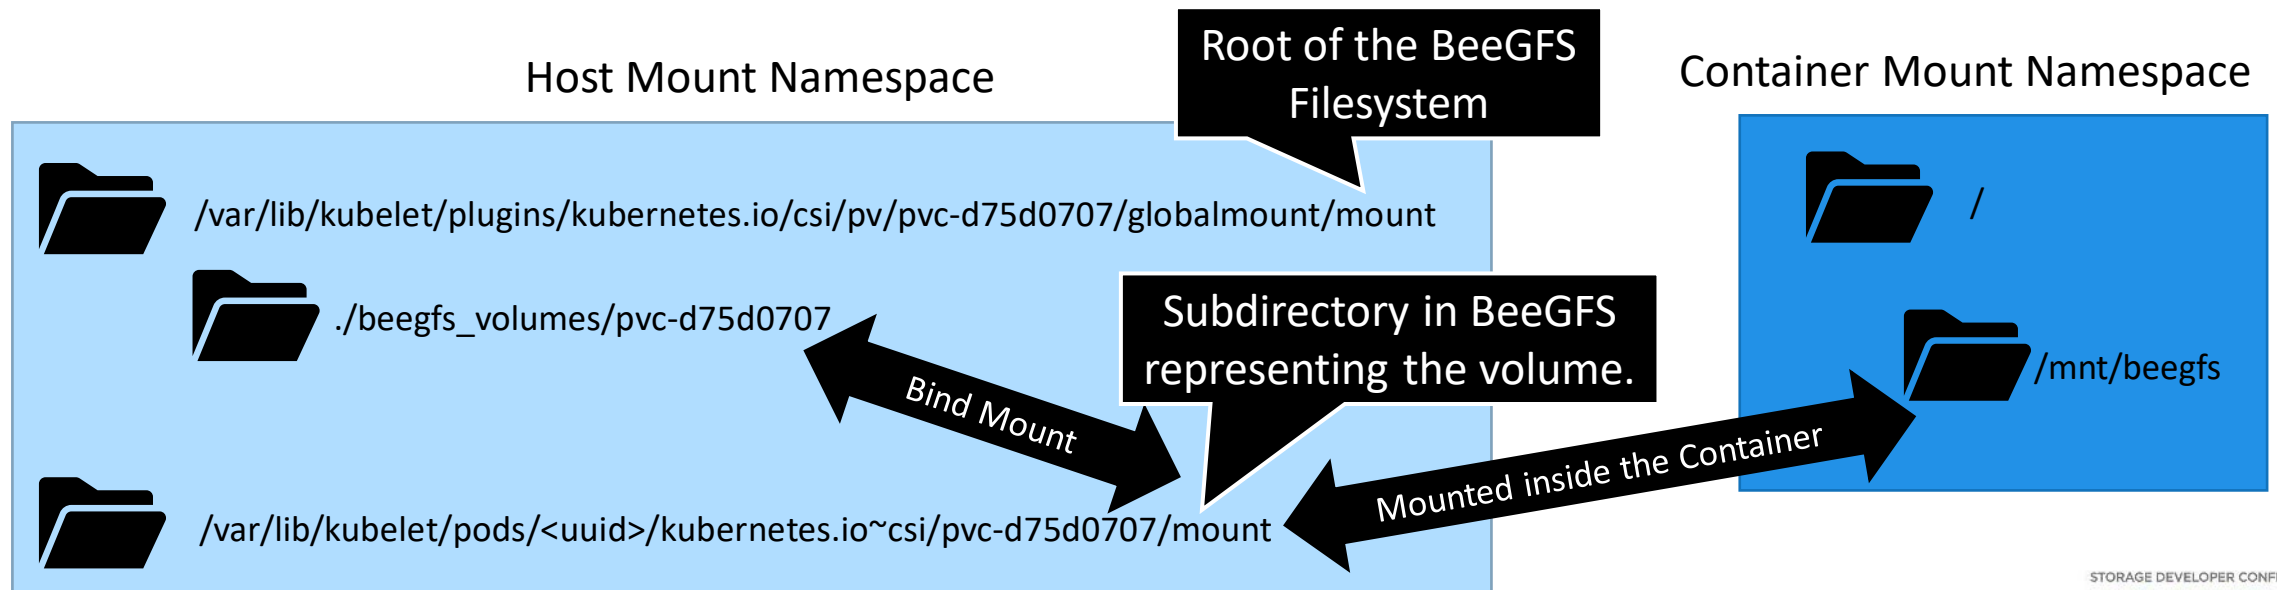 Host Mount Namespace
Root of the BeeGFS
Filesystem
Container Mount Namespace
/var/lib/kubelet/plugins/kubernetes.io/csi/pv/pvc-d75d0707/globalmount/mount
/
./beegfs_volumes/pvc-d75d0707
Subdirectory in BeeGFS
representing the volume.
/mnt/beegfs
Bind Mount
Mounted inside the Container
/var/lib/kubelet/pods/<uuid>/kubernetes.io~csi/pvc-d75d0707/mount
STORAGE DEVELOPER